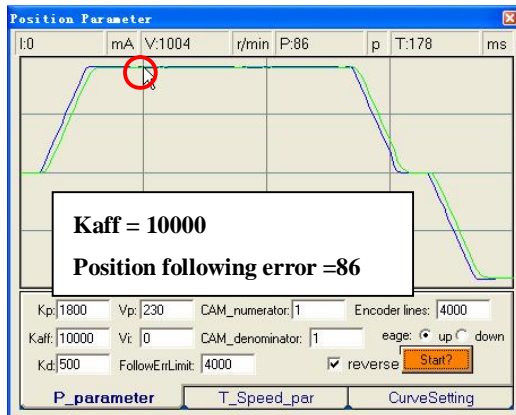 Position Parameter
I:0 mA V:1004 r/min P:86 p T:178 ms
Kaff = 10000
Position following error =86
Kp: 1800 Vp: 230 CAM_numerator: 1 Encoder lines: 4000
Kaff: 10000 Vi: 0 CAM_denominator: 1 eage: up down
Kd: 500 FollowErrLimit: 4000 reverse Start?
P_parameter T_Speed_par CurveSetting